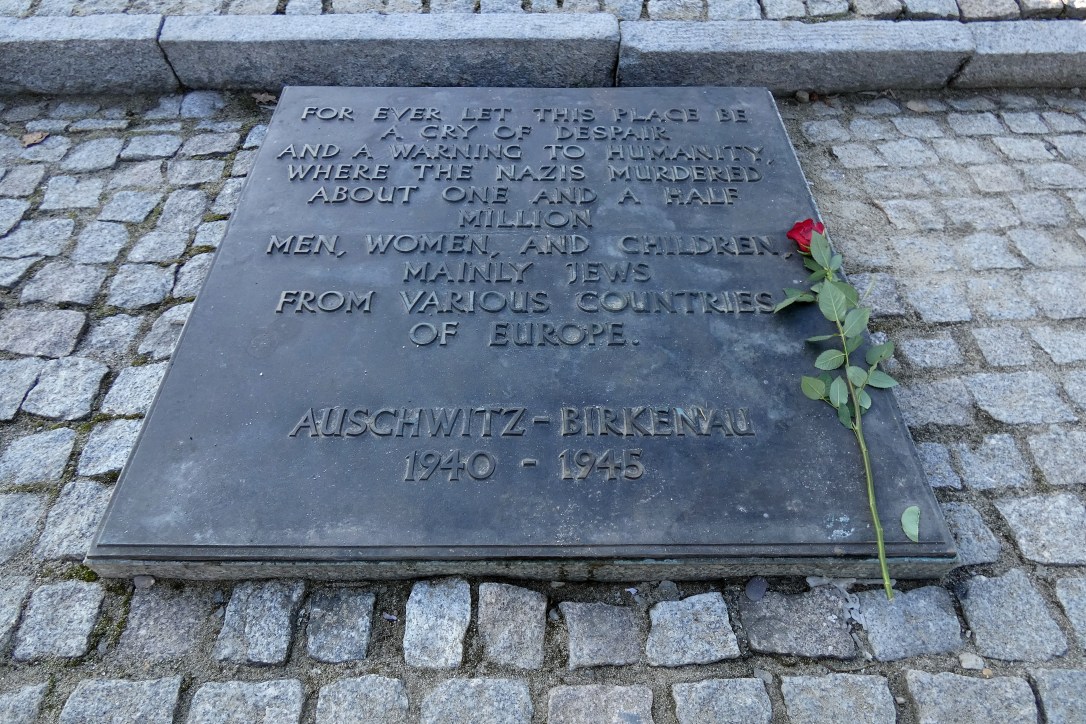 FOR EVER LET THIS PLACE BE
A CRY OF DESPAIR
AND A WARNING TO HUMANITY,
WHERE THE NAZIS MURDERED
ABOUT ONE AND A HALF
MILLION
MEN, WOMEN, AND CHILDREN,
MAINLY JEWS
FROM VARIOUS COUNTRIES
OF EUROPE.
AUSCHWITZ-BIRKENAU
1940 - 1945